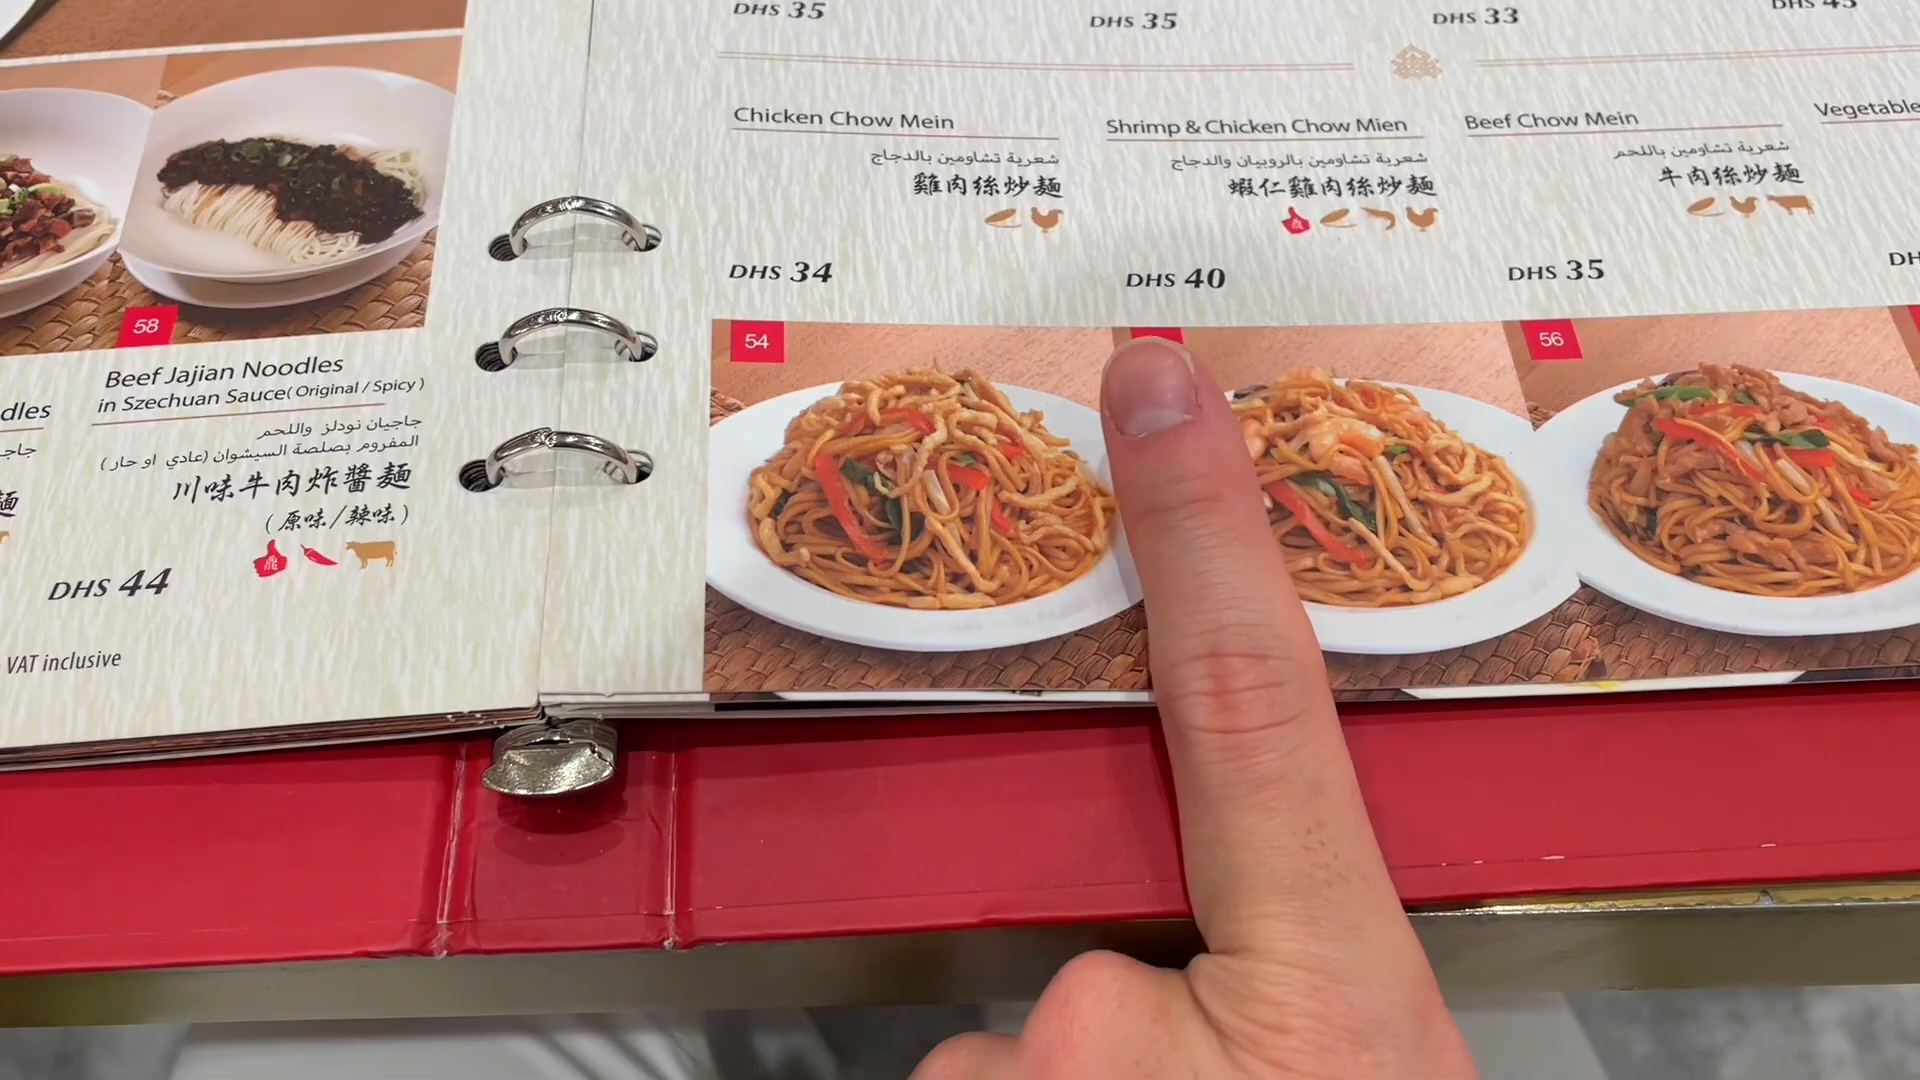 58
Beef Jajian Noodles
in Szechuan Sauce( Original / Spicy )
جاجيان نودلز واللحم
المفروم بصلصة السيشوان (عادي او حار )
川味牛肉炸醬麵
( 原味/辣味 )
DHS 44
dles
麵
VAT inclusive
DHS 35
DHS 35
DHS 33
Chicken Chow Mein
شعرية تشاومين بالدجاج
雞肉絲炒麵
DHS 34
Shrimp & Chicken Chow Mien
شعرية تشاومين بالروبيان والدجاج
蝦仁雞肉絲炒麵
DHS 40
Beef Chow Mein
شعرية تشاومين باللحم
牛肉絲炒麵
DHS 35
Vegetable
54
56